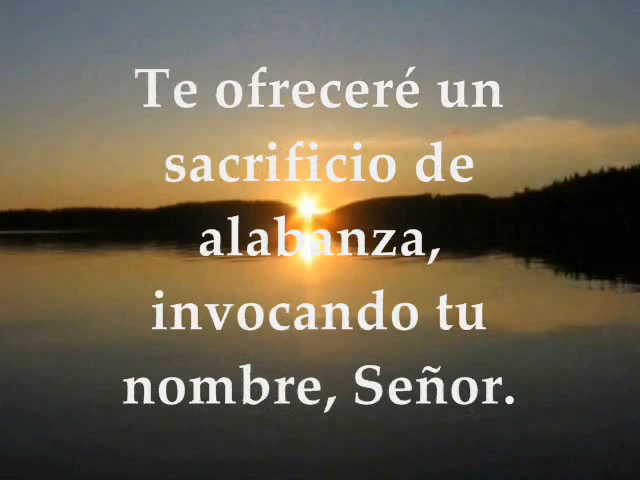 Te ofreceré un
sacrificio de
alabanza,
invocando tu
nombre, Señor.